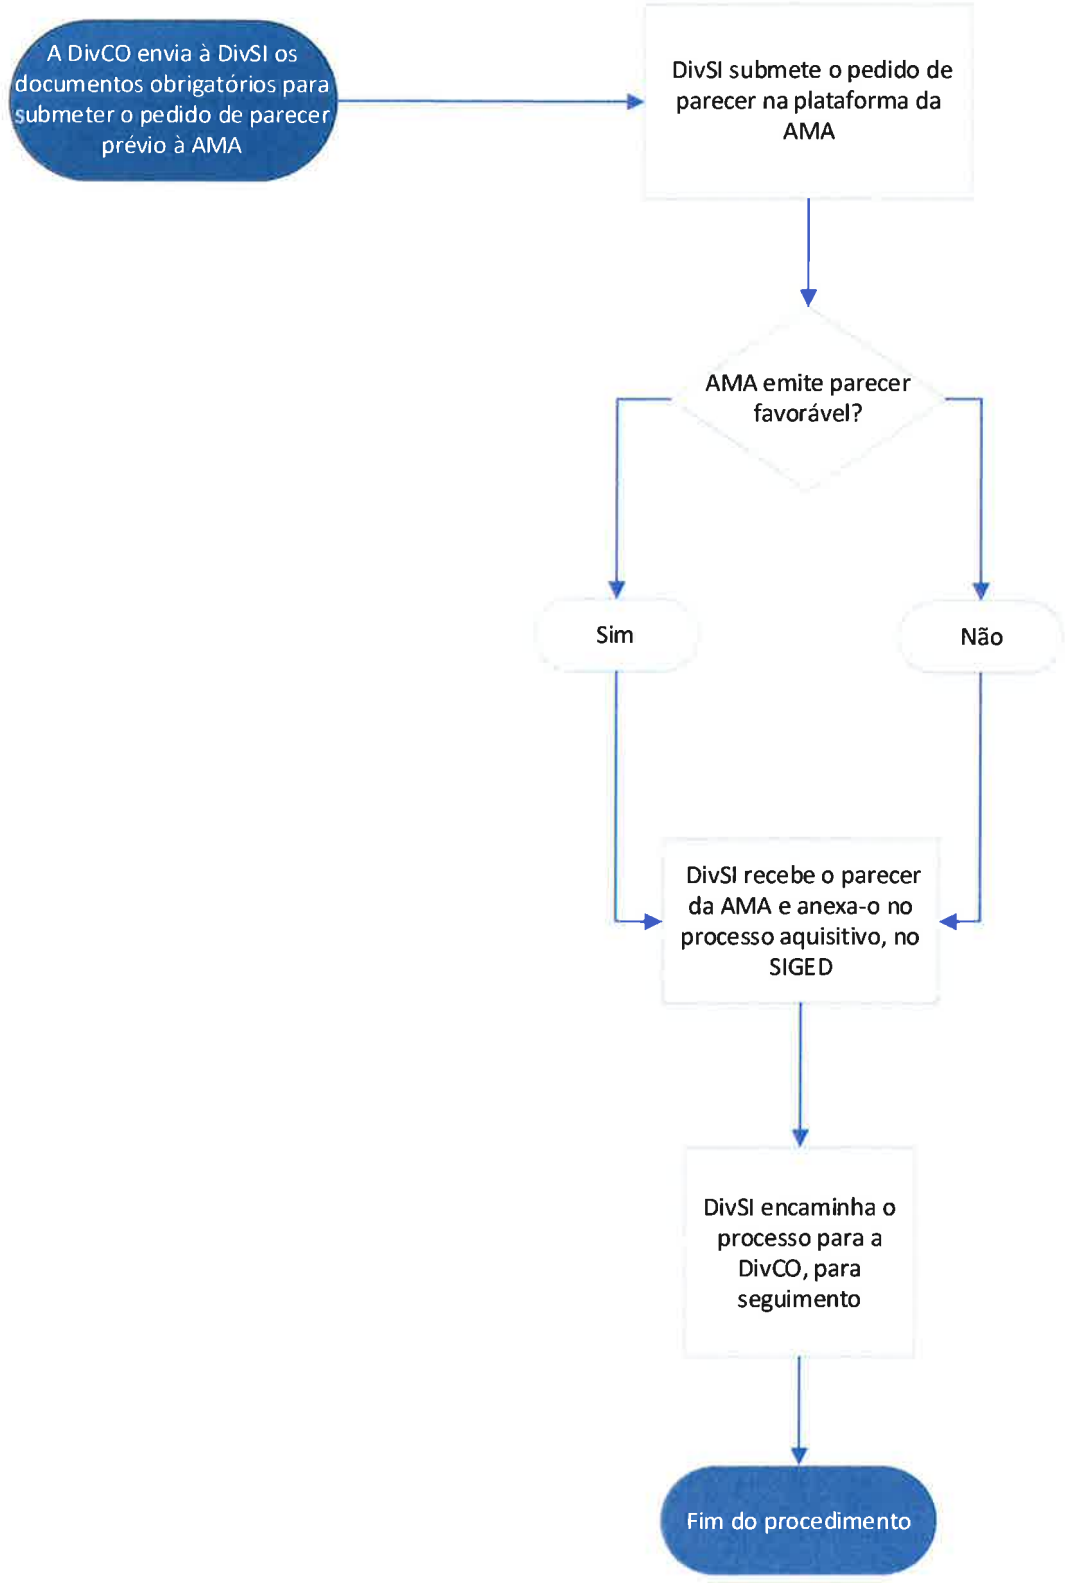 A DivCO envia à DivSI os
documentos obrigatórios para
submeter o pedido de parecer
prévio à AMA
DivSI submete o pedido de
parecer na plataforma da
AMA
AMA emite parecer
favorável?
Sim
Não
DivSI recebe o parecer
da AMA e anexa-o no
processo aquisitivo, no
SIGED
DivSI encaminha o
processo para a
DivCO, para
seguimento
Fim do procedimento